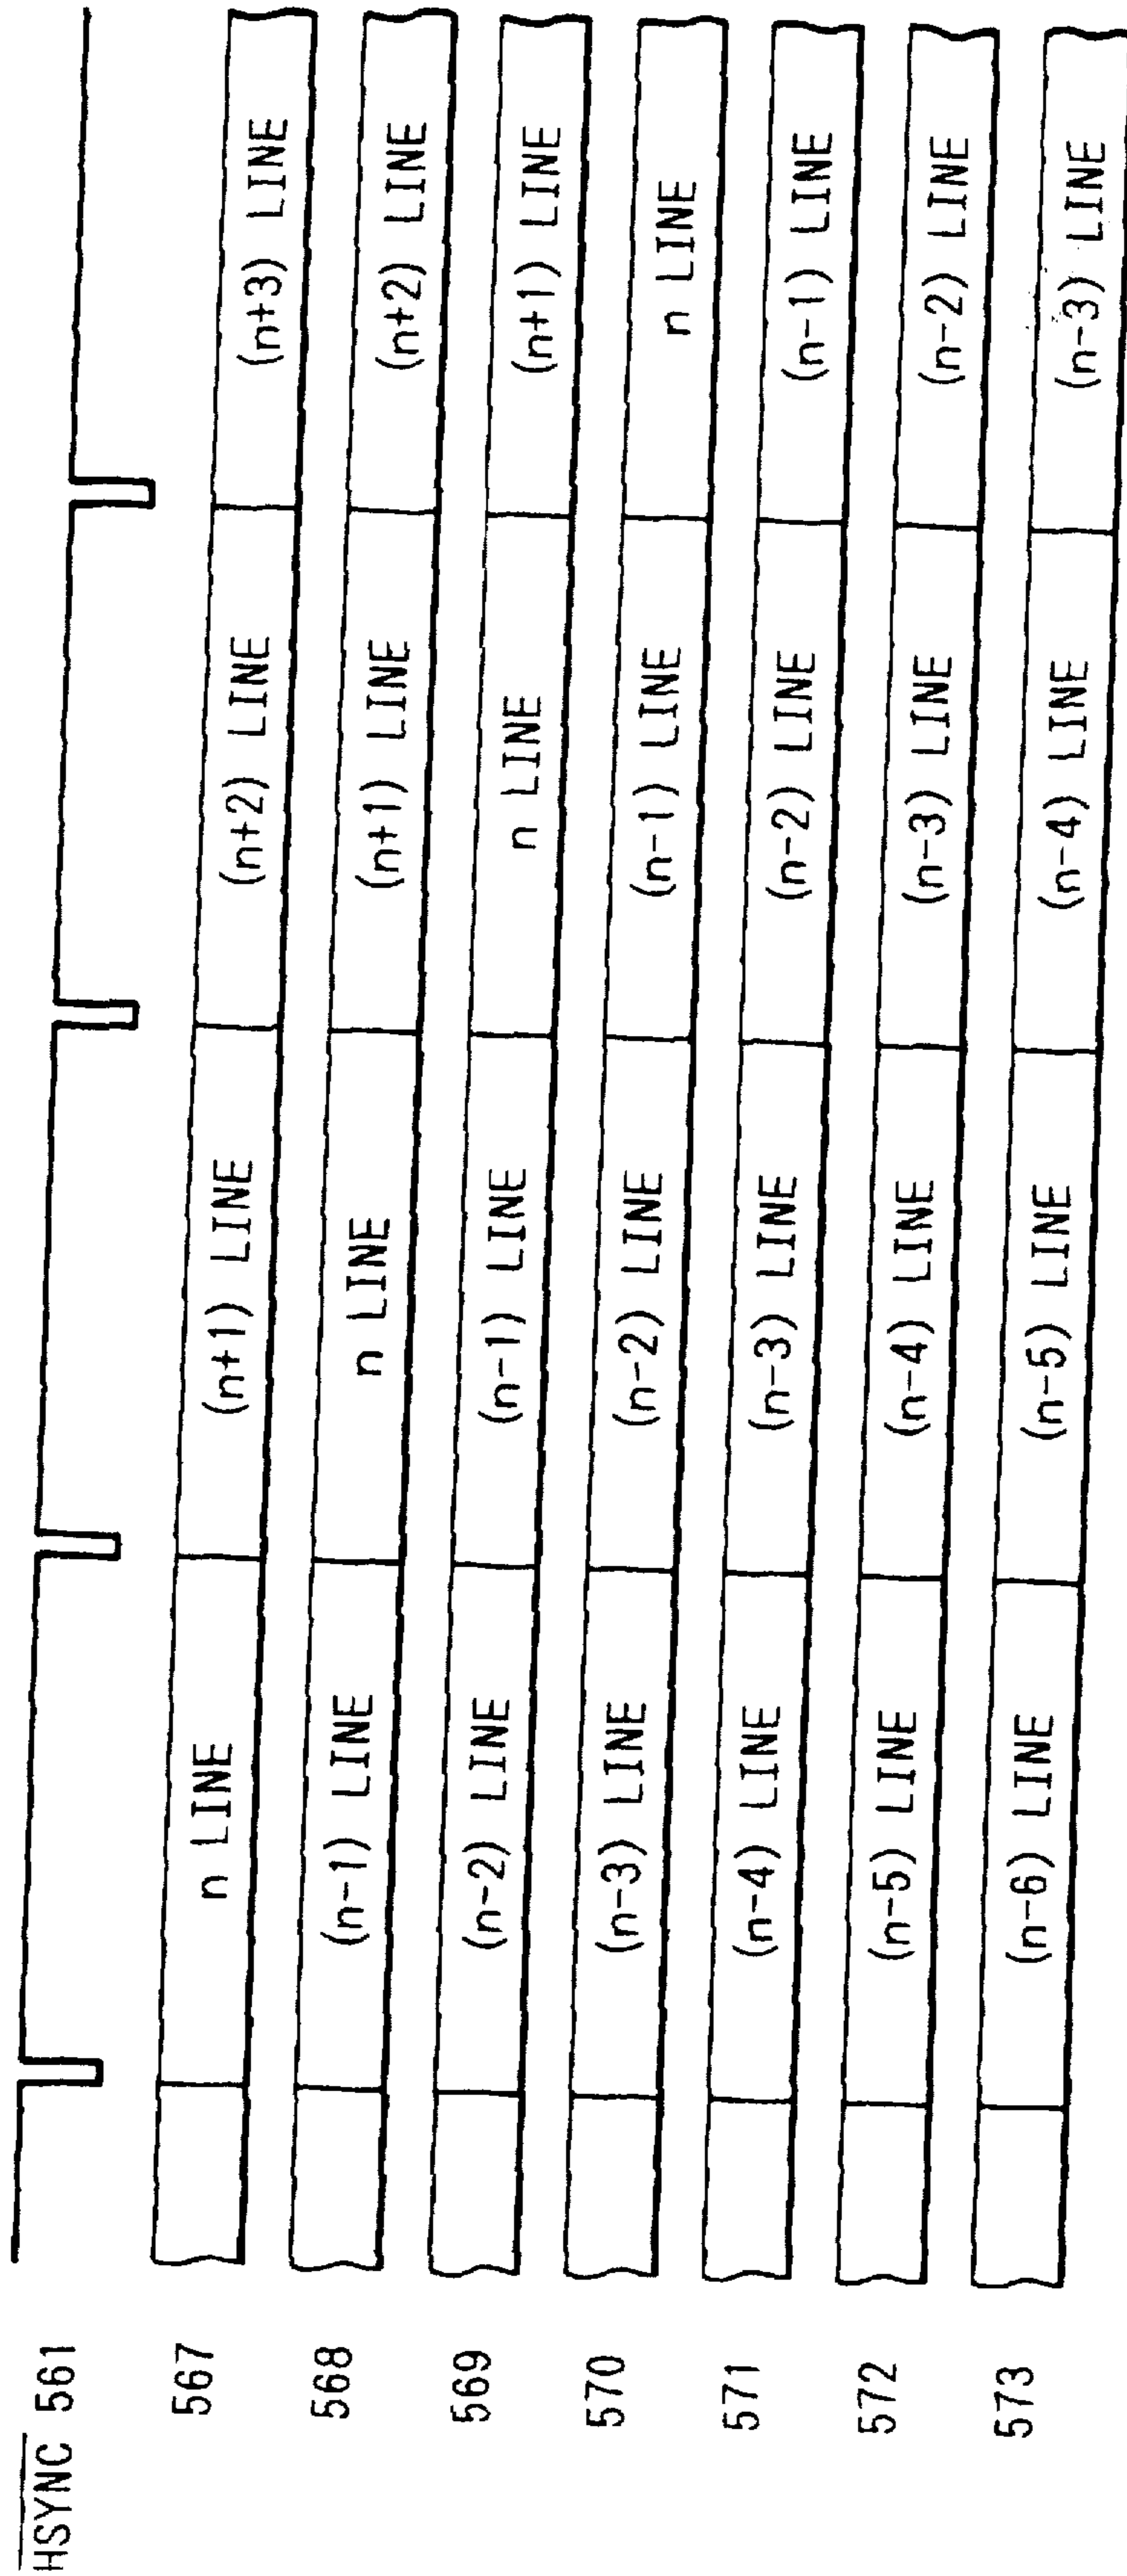 HSYNC 561
567 n LINE (n+1) LINE (n+2) LINE (n+3) LINE
568 (n-1) LINE n LINE (n+1) LINE (n+2) LINE
569 (n-2) LINE (n-1) LINE n LINE (n+1) LINE
570 (n-3) LINE (n-2) LINE (n-1) LINE n LINE
571 (n-4) LINE (n-3) LINE (n-2) LINE (n-1) LINE
572 (n-5) LINE (n-4) LINE (n-3) LINE (n-2) LINE
573 (n-6) LINE (n-5) LINE (n-4) LINE (n-3) LINE